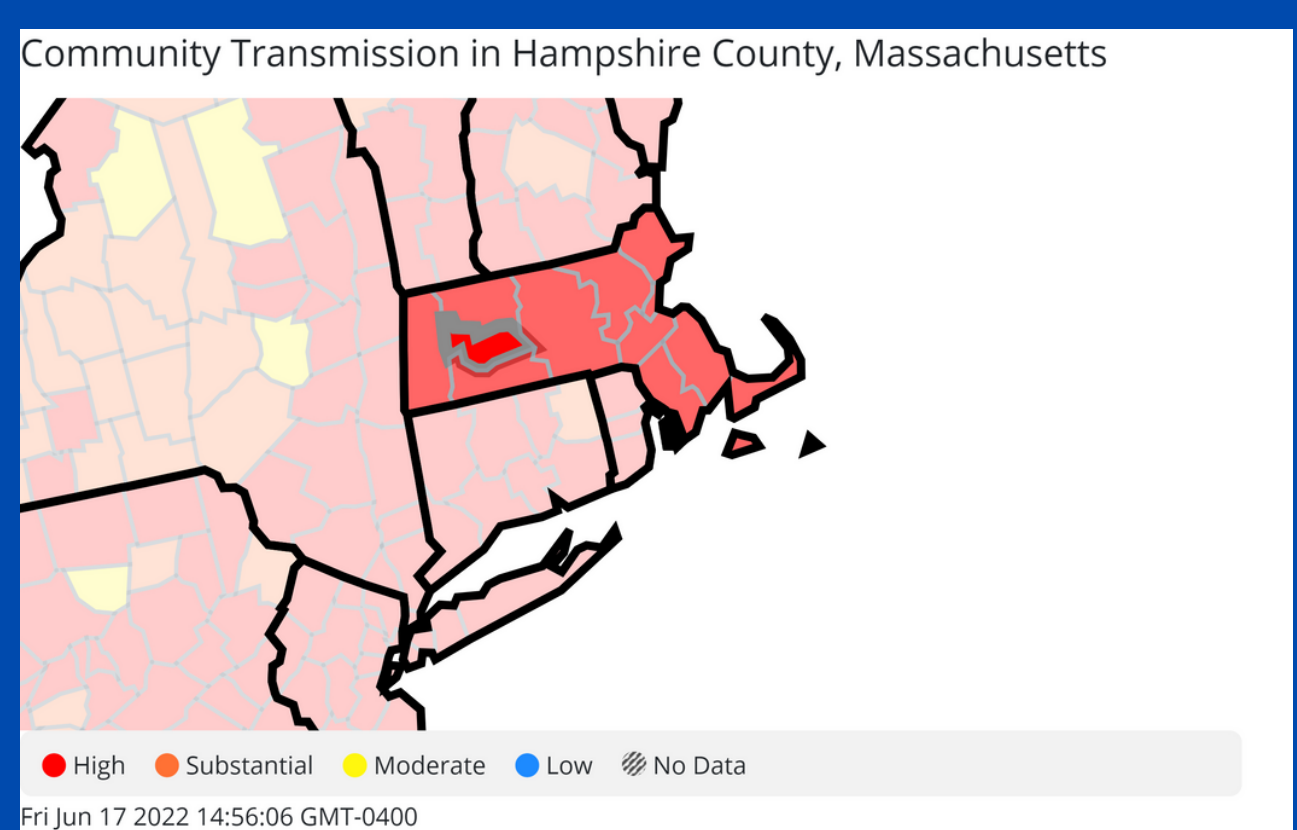 Community Transmission in Hampshire County, Massachusetts
High Substantial Moderate Low No Data
Fri Jun 17 2022 14:56:06 GMT-0400